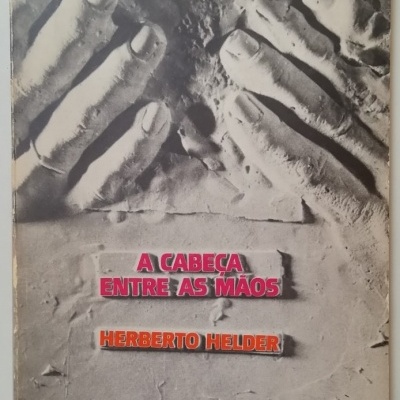 A CABEÇA
ENTRE AS MÃOS
HERBERTO HELDER